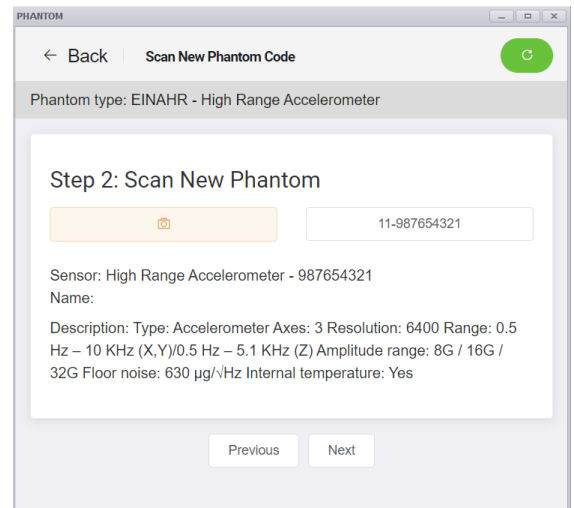 PHANTOM
← Back Scan New Phantom Code
Phantom type: EINAHR - High Range Accelerometer
Step 2: Scan New Phantom
11-987654321
Sensor: High Range Accelerometer - 987654321
Name:
Description: Type: Accelerometer Axes: 3 Resolution: 6400 Range: 0.5
Hz – 10 KHz (X,Y)/0.5 Hz – 5.1 KHz (Z) Amplitude range: 8G / 16G /
32G Floor noise: 630 μg/√Hz Internal temperature: Yes
Previous Next